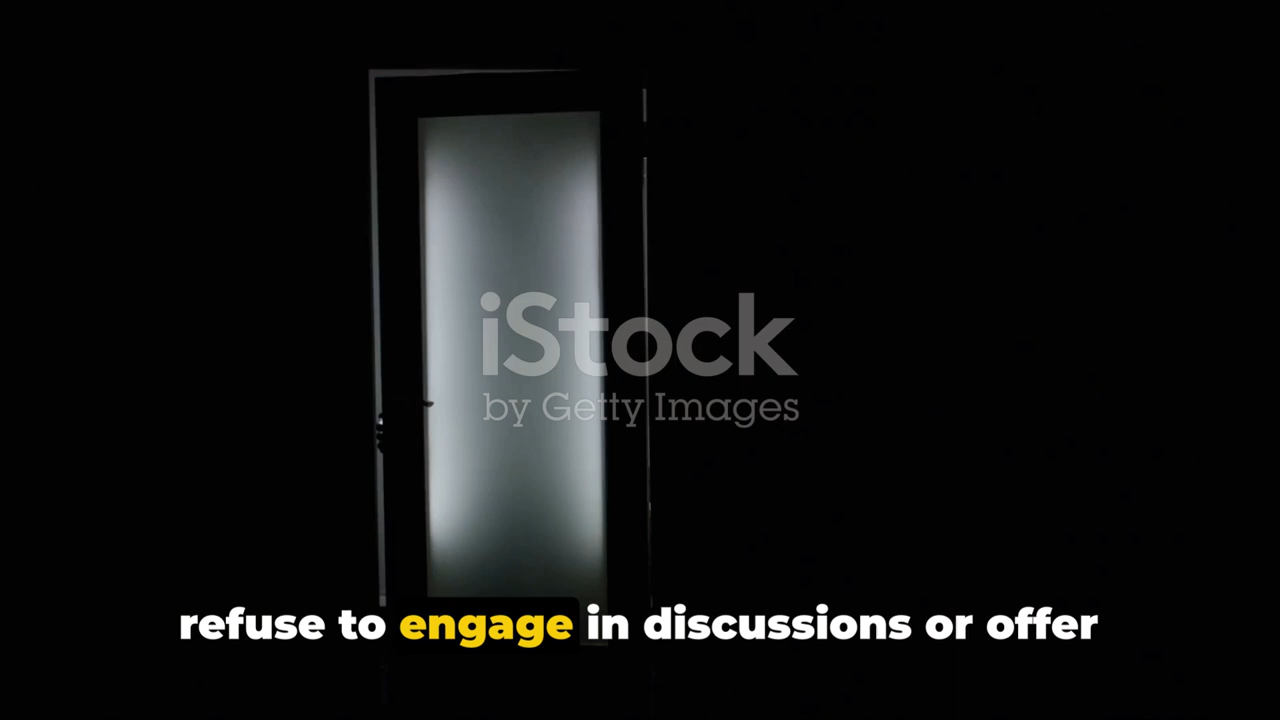 iStock
by Getty Images
refuse to engage in discussions or offer